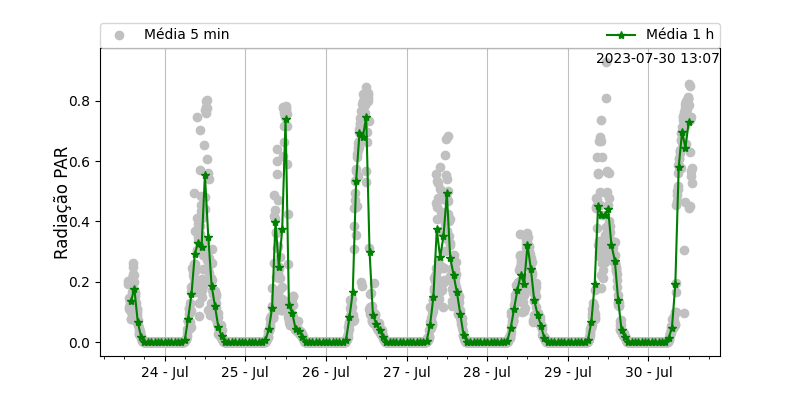 Média 5 min
Média 1 h
2023-07-30 13:07
Radiação PAR
0.8
0.6
0.4
0.2
0.0
24 - Jul
25 - Jul
26 - Jul
27 - Jul
28 - Jul
29 - Jul
30 - Jul